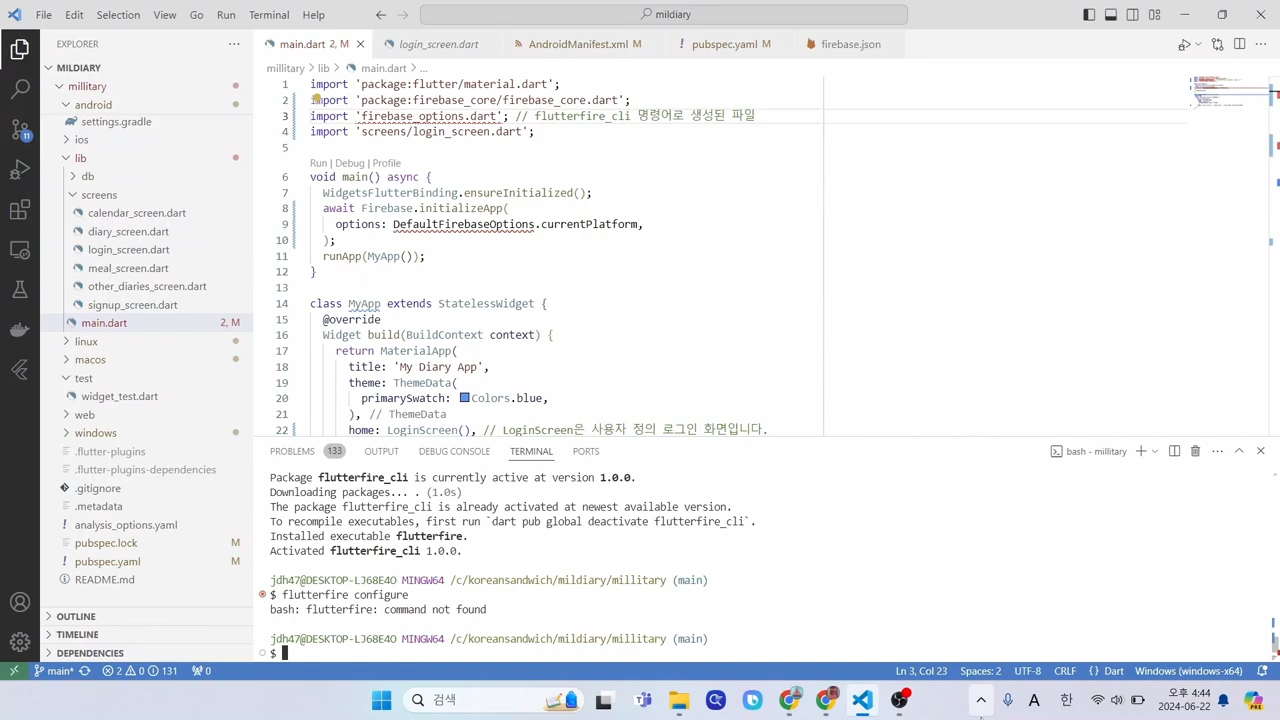 File Edit Selection View Go Run Terminal Help
mildiary
EXPLORER
MILDIARY
millitary
android
settings.gradle
ios
lib
db
screens
calendar_screen.dart
diary_screen.dart
login_screen.dart
meal_screen.dart
other_diaries_screen.dart
signup_screen.dart
main.dart 2, M
linux
macos
test
widget_test.dart
web
windows
.flutter-plugins
.flutter-plugins-dependencies
.gitignore
.metadata
analysis_options.yaml
pubspec.lock M
pubspec.yaml M
README.md
OUTLINE
TIMELINE
DEPENDENCIES
11
main.dart 2, M
login_screen.dart
AndroidManifest.xml M
pubspec.yaml M
firebase.json
millitary > lib > main.dart > ...
1 import 'package:flutter/material.dart';
2 import 'package:firebase_core/firebase_core.dart';
3 import 'firebase_options.dart'; // flutterfire_cli 명령어로 생성된 파일
4 import 'screens/login_screen.dart';
5
Run | Debug | Profile
6 void main() async {
7 WidgetsFlutterBinding.ensureInitialized();
8 await Firebase.initializeApp(
9 options: DefaultFirebaseOptions.currentPlatform,
10 );
11 runApp(MyApp());
12 }
13
14 class MyApp extends StatelessWidget {
15 @override
16 Widget build(BuildContext context) {
17 return MaterialApp(
18 title: 'My Diary App',
19 theme: ThemeData(
20 primarySwatch: Colors.blue,
21 ), // ThemeData
22 home: LoginScreen(), // LoginScreen은 사용자 정의 로그인 화면입니다.
PROBLEMS 133 OUTPUT DEBUG CONSOLE TERMINAL PORTS
bash - millitary
Package flutterfire_cli is currently active at version 1.0.0.
Downloading packages... . (1.0s)
The package flutterfire_cli is already activated at newest available version.
To recompile executables, first run `dart pub global deactivate flutterfire_cli`.
Installed executable flutterfire.
Activated flutterfire_cli 1.0.0.
jdh47@DESKTOP-LJ68E4O MINGW64 /c/koreansandwich/mildiary/millitary (main)
$ flutterfire configure
bash: flutterfire: command not found
jdh47@DESKTOP-LJ68E4O MINGW64 /c/koreansandwich/mildiary/millitary (main)
$
main* 2 0 131 0
Ln 3, Col 23 Spaces: 2 UTF-8 CRLF {} Dart Windows (windows-x64)
검색
A 한
오후 4:44
2024-06-22